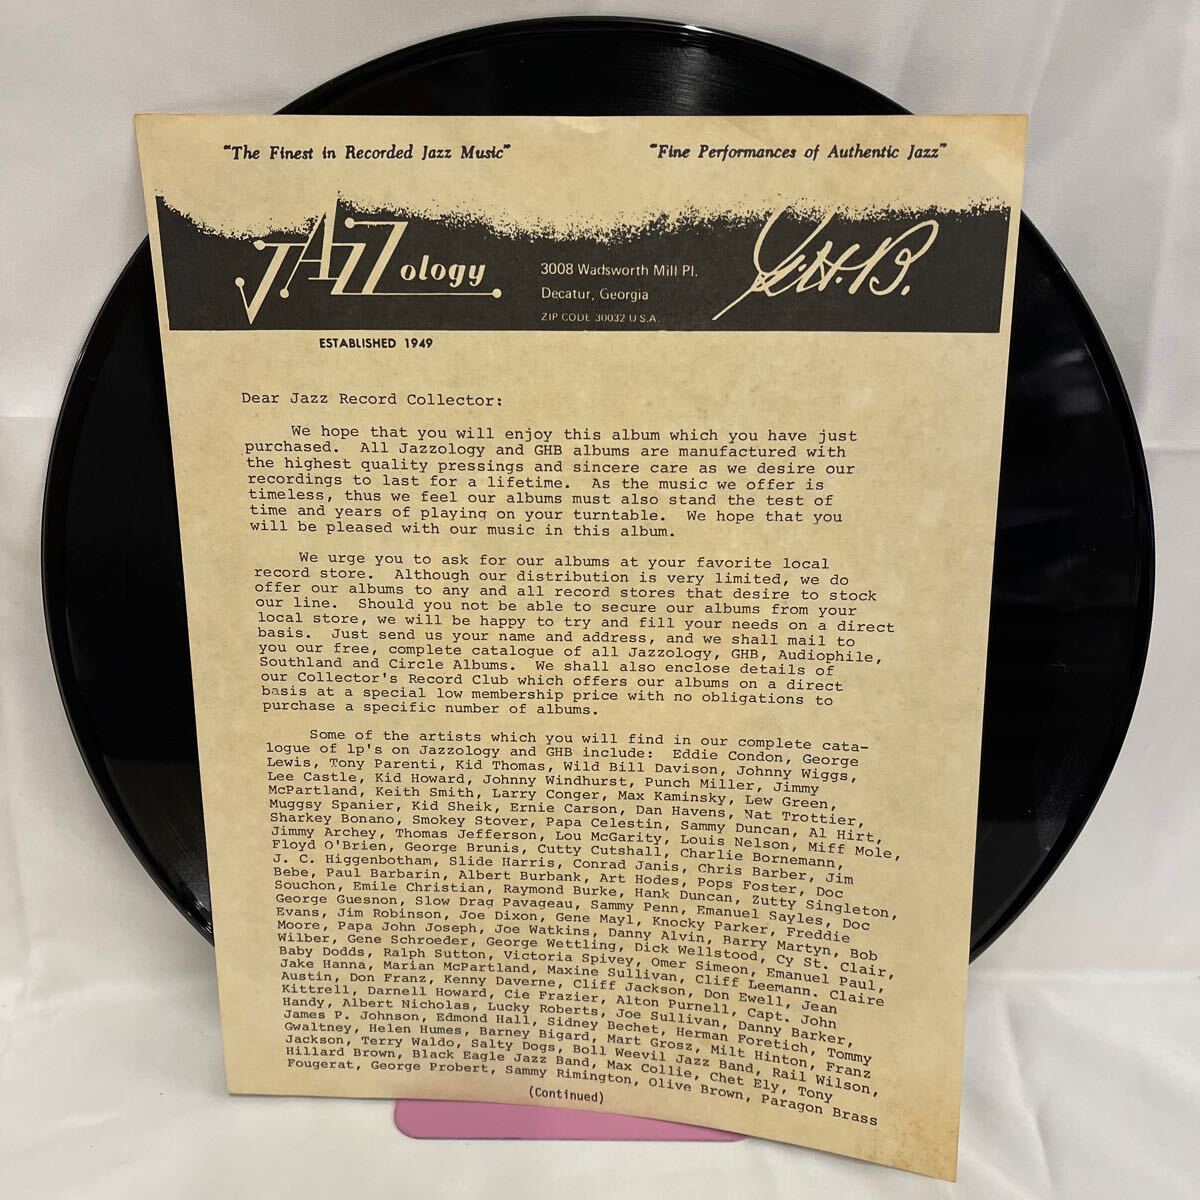 "The Finest in Recorded Jazz Music"
"Fine Performances of Authentic Jazz"
JAZZology
3008 Wadsworth Mill Pl.
Decatur, Georgia
ZIP CODE 30032 U.S.A.
G.H.B.
ESTABLISHED 1949
Dear Jazz Record Collector:
We hope that you will enjoy this album which you have just
purchased. All Jazzology and GHB albums are manufactured with
the highest quality pressings and sincere care as we desire our
recordings to last for a lifetime. As the music we offer is
timeless, thus we feel our albums must also stand the test of
time and years of playing on your turntable. We hope that you
will be pleased with our music in this album.
We urge you to ask for our albums at your favorite local
record store. Although our distribution is very limited, we do
offer our albums to any and all record stores that desire to stock
our line. Should you not be able to secure our albums from your
local store, we will be happy to try and fill your needs on a direct
basis. Just send us your name and address, and we shall mail to
you our free, complete catalogue of all Jazzology, GHB, Audiophile,
Southland and Circle Albums. We shall also enclose details of
our Collector's Record Club which offers our albums on a direct
basis at a special low membership price with no obligations to
purchase a specific number of albums.
Some of the artists which you will find in our complete cata-
logue of lp's on Jazzology and GHB include: Eddie Condon, George
Lewis, Tony Parenti, Kid Thomas, Wild Bill Davison, Johnny Wiggs,
Lee Castle, Kid Howard, Johnny Windhurst, Punch Miller, Jimmy
McPartland, Keith Smith, Larry Conger, Max Kaminsky, Lew Green,
Muggsy Spanier, Kid Sheik, Ernie Carson, Dan Havens, Nat Trottier,
Sharkey Bonano, Smokey Stover, Papa Celestin, Sammy Duncan, Al Hirt,
Jimmy Archey, Thomas Jefferson, Lou McGarity, Louis Nelson, Miff Mole,
Floyd O'Brien, George Brunis, Cutty Cutshall, Charlie Bornemann,
J. C. Higgenbotham, Slide Harris, Conrad Janis, Chris Barber, Jim
Bebe, Paul Barbarin, Albert Burbank, Art Hodes, Pops Foster, Doc
Souchon, Emile Christian, Raymond Burke, Hank Duncan, Zutty Singleton,
George Guesnon, Slow Drag Pavageau, Sammy Penn, Emanuel Sayles, Doc
Evans, Jim Robinson, Joe Dixon, Gene Mayl, Knocky Parker, Freddie
Moore, Papa John Joseph, Joe Watkins, Danny Alvin, Barry Martyn, Bob
Wilber, Gene Schroeder, George Wettling, Dick Wellstood, Cy St. Clair,
Baby Dodds, Ralph Sutton, Victoria Spivey, Omer Simeon, Emanuel Paul,
Jake Hanna, Marian McPartland, Maxine Sullivan, Cliff Leemann. Claire
Austin, Don Franz, Kenny Daverne, Cliff Jackson, Don Ewell, Jean
Kittrell, Darnell Howard, Cie Frazier, Alton Purnell, Capt. John
Handy, Albert Nicholas, Lucky Roberts, Joe Sullivan, Danny Barker,
James P. Johnson, Edmond Hall, Sidney Bechet, Herman Foretich, Tommy
Gwaltney, Helen Humes, Barney Bigard, Mart Grosz, Milt Hinton, Franz
Jackson, Terry Waldo, Salty Dogs, Boll Weevil Jazz Band, Rail Wilson,
Hillard Brown, Black Eagle Jazz Band, Max Collie, Chet Ely, Tony
Fougerat, George Probert, Sammy Rimington, Olive Brown, Paragon Brass
(Continued)